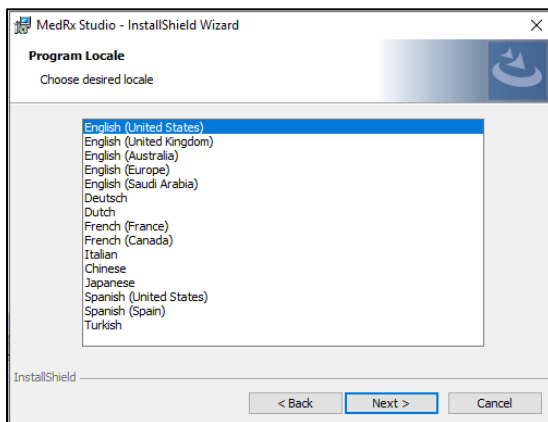 MedRx Studio - InstallShield Wizard
Program Locale
Choose desired locale
English (United States)
English (United Kingdom)
English (Australia)
English (Europe)
English (Saudi Arabia)
Deutsch
Dutch
French (France)
French (Canada)
Italian
Chinese
Japanese
Spanish (United States)
Spanish (Spain)
Turkish
InstallShield
< Back Next > Cancel